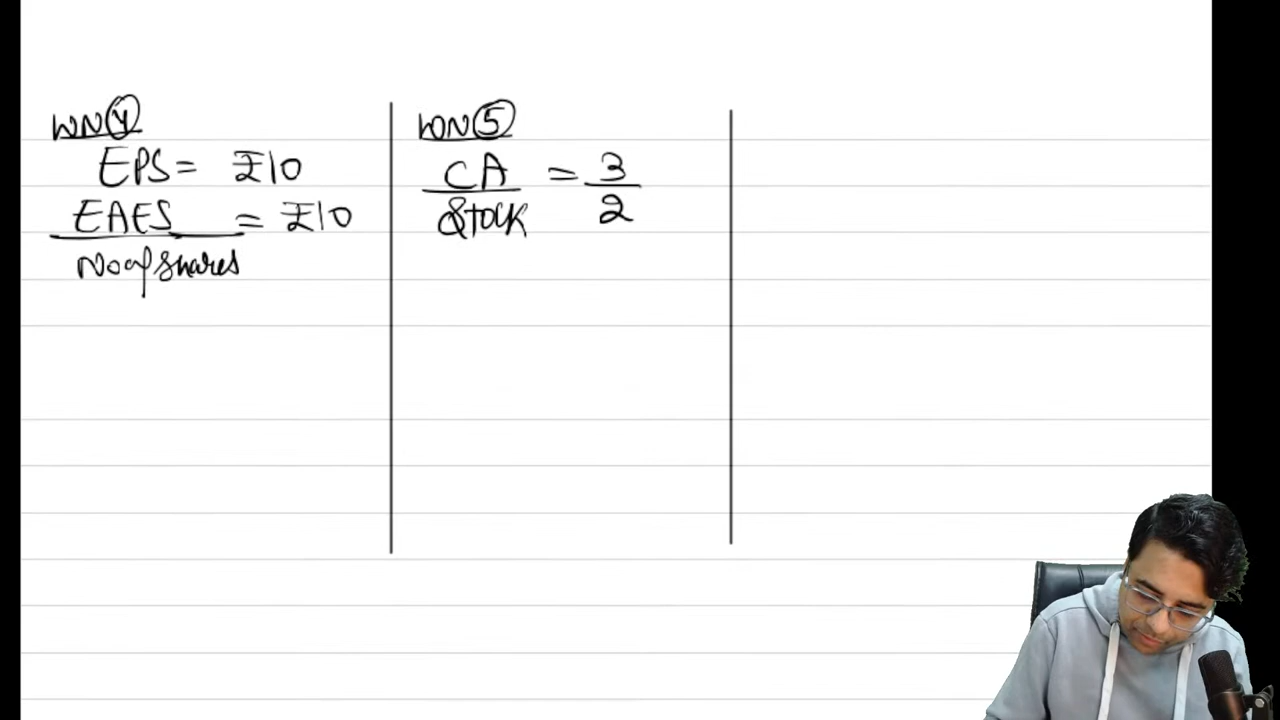 WN④
EPS= ₹10
EAES = ₹10
No of shares
WN⑤
CA = 3
Stock 2